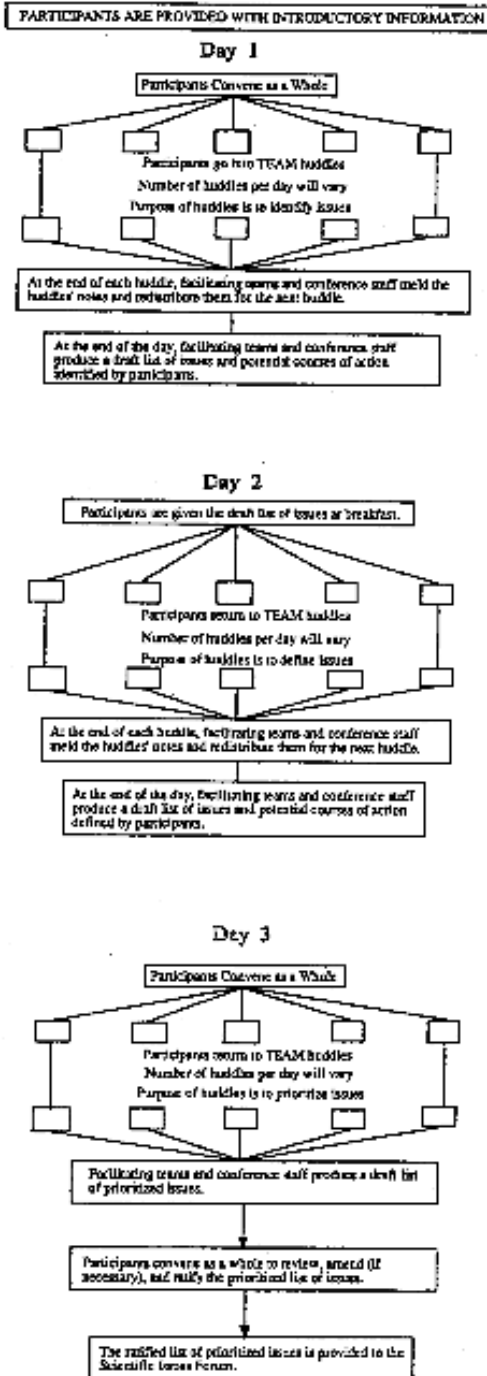 PARTICIPANTS ARE PROVIDED WITH INTRODUCTORY INFORMATION
Day 1
Participants Convene as a Whole
Participants go into TEAM huddles
Number of huddles per day will vary
Purpose of huddles is to identify issues
At the end of each huddle, facilitating teams and conference staff meld the
huddles' notes and redistribute them for the next huddle.
At the end of the day, facilitating teams and conference staff
produce a draft list of issues and potential courses of action
identified by participants.
Day 2
Participants are given the draft list of issues at breakfast.
Participants return to TEAM huddles
Number of huddles per day will vary
Purpose of huddles is to define issues
At the end of each huddle, facilitating teams and conference staff
meld the huddles' notes and redistribute them for the next huddle.
At the end of the day, facilitating teams and conference staff
produce a draft list of issues and potential courses of action
defined by participants.
Day 3
Participants Convene as a Whole
Participants return to TEAM huddles
Number of huddles per day will vary
Purpose of huddles is to prioritize issues
Facilitating teams and conference staff produce a draft list
of prioritized issues.
Participants convene as a whole to review, amend (if
necessary), and ratify the prioritized list of issues.
The ratified list of prioritized issues is provided to the
Scientific Issues Forum.